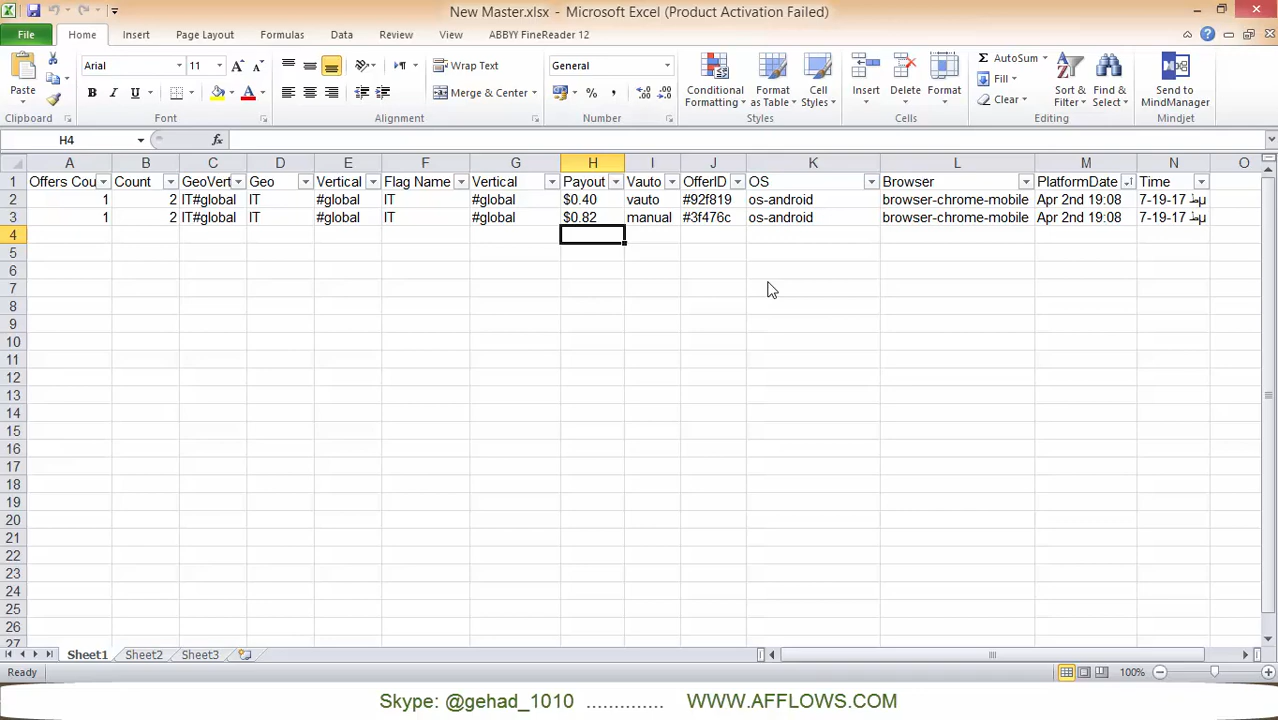 New Master.xlsx - Microsoft Excel (Product Activation Failed)
File Home Insert Page Layout Formulas Data Review View ABBYY FineReader 12
Paste Arial 11 Wrap Text General Conditional Formatting Format as Table Cell Styles Insert Delete Format AutoSum Sort & Filter Find & Select Send to MindManager
Merge & Center Fill Clear
Clipboard Font Alignment Number Styles Cells Editing Mindjet
H4 fx
A B C D E F G H I J K L M N O
1 Offers Cou Count GeoVert Geo Vertical Flag Name Vertical Payout Vauto OfferID OS Browser PlatformDate Time
2 1 2 IT#global IT #global IT #global $0.40 vauto #92f819 os-android browser-chrome-mobile Apr 2nd 19:08 7-19-17
3 1 2 IT#global IT #global IT #global $0.82 manual #3f476c os-android browser-chrome-mobile Apr 2nd 19:08 7-19-17
4
5
6
7
8
9
10
11
12
13
14
15
16
17
18
19
20
21
22
23
24
25
26
27
Sheet1 Sheet2 Sheet3
Ready 100%
Skype: @gehad_1010 .............. WWW.AFFLOWS.COM